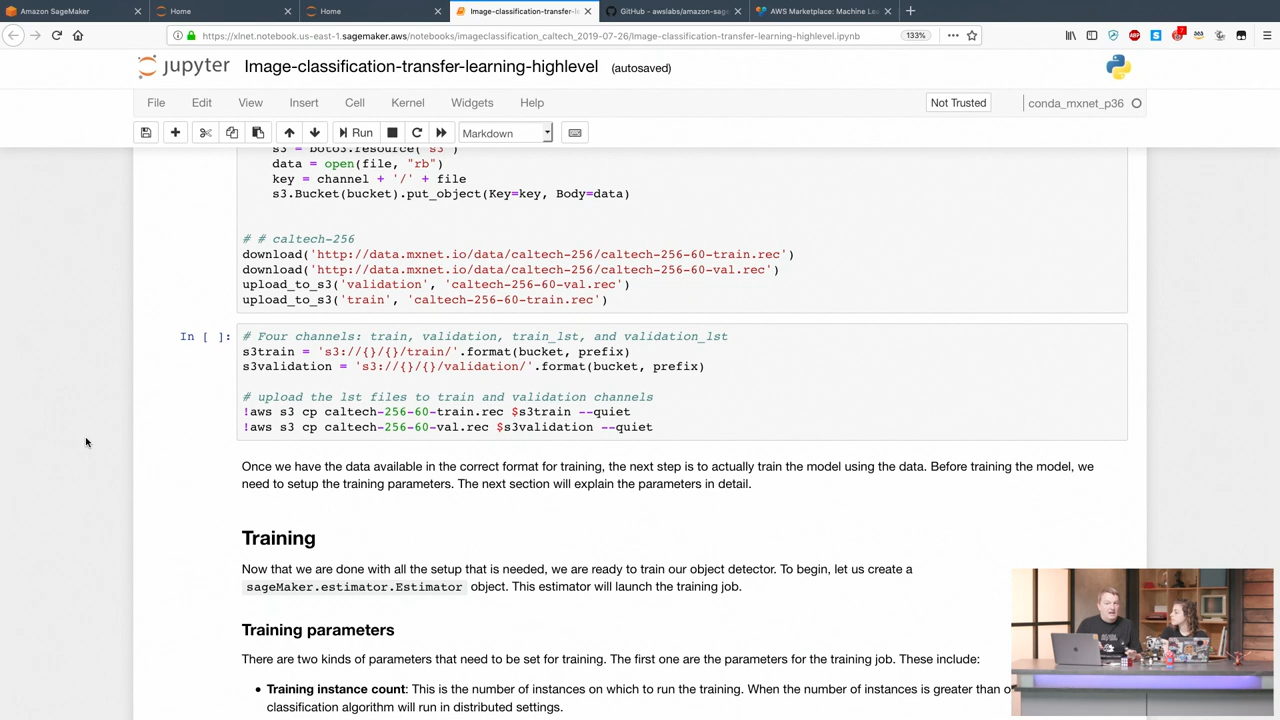 Amazon SageMaker
Home
Home
Image-classification-transfer-l
GitHub - awslabs/amazon-sage
AWS Marketplace: Machine Le
https://xlnet.notebook.us-east-1.sagemaker.aws/notebooks/imageclassification_caltech_2019-07-26/Image-classification-transfer-learning-highlevel.ipynb
133%
jupyter
Image-classification-transfer-learning-highlevel (autosaved)
File Edit View Insert Cell Kernel Widgets Help
Not Trusted
conda_mxnet_p36
Run
Markdown
s3 = boto3.resource('s3')
data = open(file, "rb")
key = channel + '/' + file
s3.Bucket(bucket).put_object(Key=key, Body=data)
# # caltech-256
download('http://data.mxnet.io/data/caltech-256/caltech-256-60-train.rec')
download('http://data.mxnet.io/data/caltech-256/caltech-256-60-val.rec')
upload_to_s3('validation', 'caltech-256-60-val.rec')
upload_to_s3('train', 'caltech-256-60-train.rec')
In [ ]:
# Four channels: train, validation, train_lst, and validation_lst
s3train = 's3://{}/{}/train/'.format(bucket, prefix)
s3validation = 's3://{}/{}/validation/'.format(bucket, prefix)
# upload the lst files to train and validation channels
!aws s3 cp caltech-256-60-train.rec $s3train --quiet
!aws s3 cp caltech-256-60-val.rec $s3validation --quiet
Once we have the data available in the correct format for training, the next step is to actually train the model using the data. Before training the model, we
need to setup the training parameters. The next section will explain the parameters in detail.
Training
Now that we are done with all the setup that is needed, we are ready to train our object detector. To begin, let us create a
sageMaker.estimator.Estimator object. This estimator will launch the training job.
Training parameters
There are two kinds of parameters that need to be set for training. The first one are the parameters for the training job. These include:
• Training instance count: This is the number of instances on which to run the training. When the number of instances is greater than o
classification algorithm will run in distributed settings.